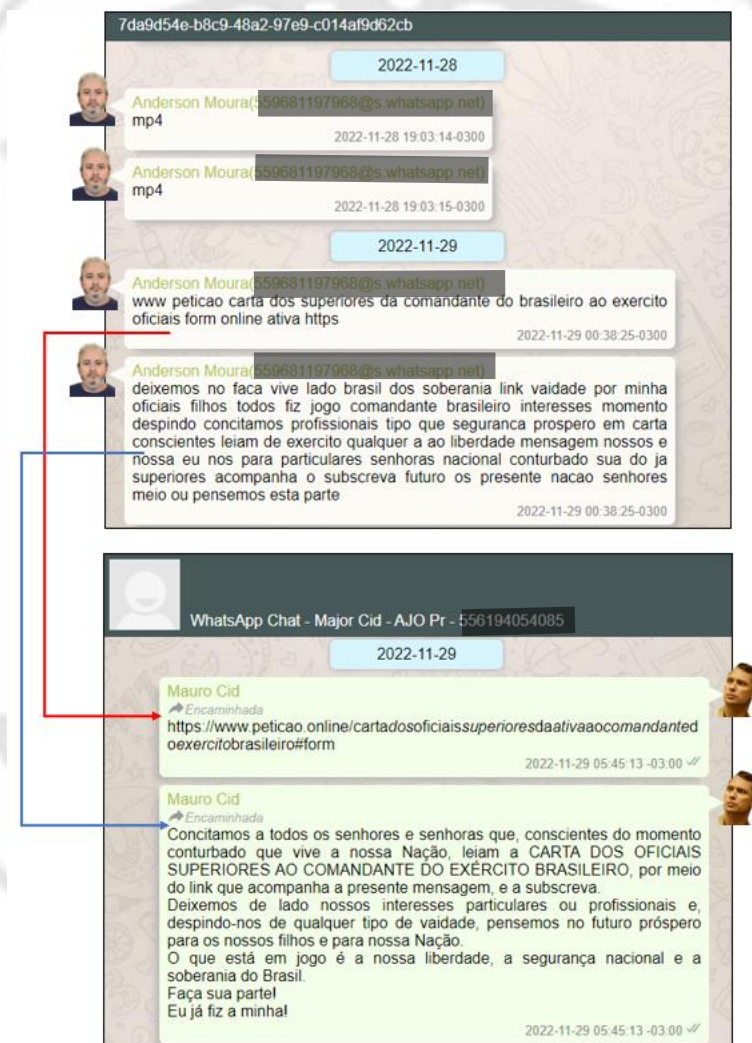 7da9d54e-b8c9-48a2-97e9-c014af9d62cb
2022-11-28
Anderson Moura(
mp4
2022-11-28 19:03:14-0300
Anderson Moura(
mp4
2022-11-28 19:03:15-0300
2022-11-29
Anderson Moura(
www peticao carta dos superiores da comandante do brasileiro ao exercito
oficiais form online ativa https
2022-11-29 00:38:25-0300
Anderson Moura(
deixemos no faca vive lado brasil dos soberania link vaidade por minha
oficiais filhos todos fiz jogo comandante brasileiro interesses momento
despindo concitamos profissionais tipo que seguranca prospero em carta
conscientes leiam de exercito qualquer a ao liberdade mensagem nossos e
nossa eu nos para particulares senhoras nacional conturbado sua do ja
superiores acompanha o subscreva futuro os presente nacao senhores
meio ou pensemos esta parte
2022-11-29 00:38:25-0300
WhatsApp Chat - Major Cid - AJO Pr -
2022-11-29
Mauro Cid
Encaminhada
https://www.peticao.online/cartadosoficiaissuperioresdaativaaocomandanted
oexercitobrasileiro#form
2022-11-29 05:45:13 -03:00
Mauro Cid
Encaminhada
Concitamos a todos os senhores e senhoras que, conscientes do momento
conturbado que vive a nossa Nação, leiam a CARTA DOS OFICIAIS
SUPERIORES AO COMANDANTE DO EXÉRCITO BRASILEIRO, por meio
do link que acompanha a presente mensagem, e a subscreva.
Deixemos de lado nossos interesses particulares ou profissionais e,
despindo-nos de qualquer tipo de vaidade, pensemos no futuro próspero
para os nossos filhos e para nossa Nação.
O que está em jogo é a nossa liberdade, a segurança nacional e a
soberania do Brasil.
Faça sua parte!
Eu já fiz a minha!
2022-11-29 05:45:13 -03:00